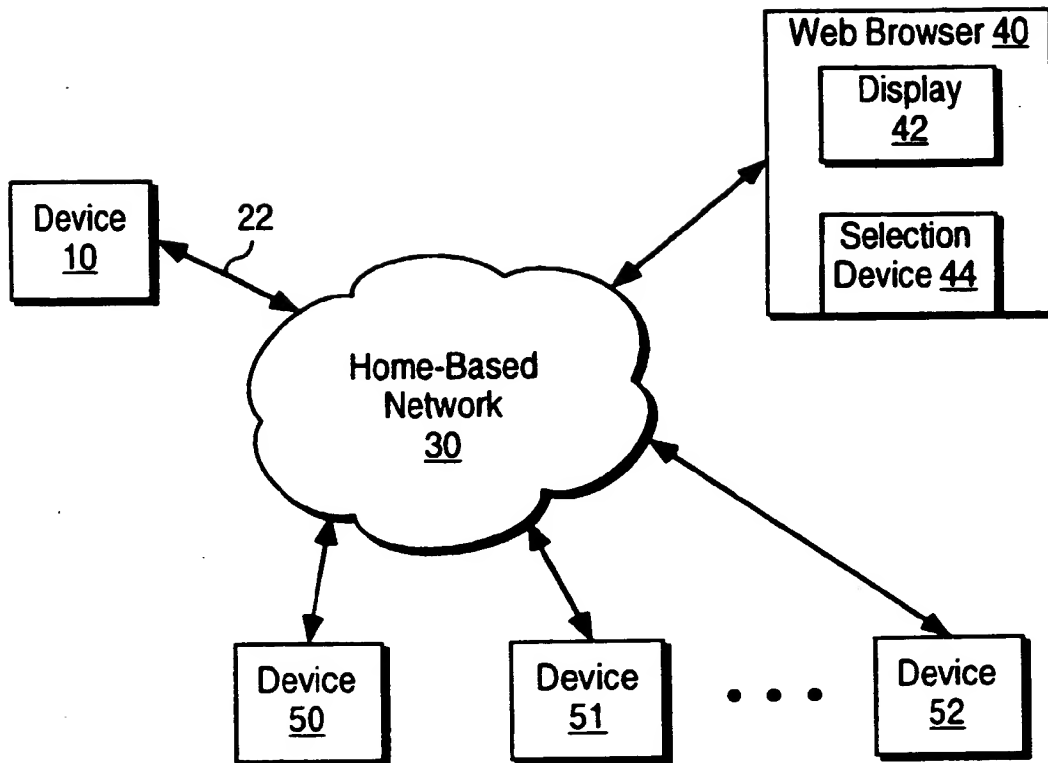 Web Browser 40
Display
42
Selection
Device 44
Device
10
22
Home-Based
Network
30
Device
50
Device
51
Device
52